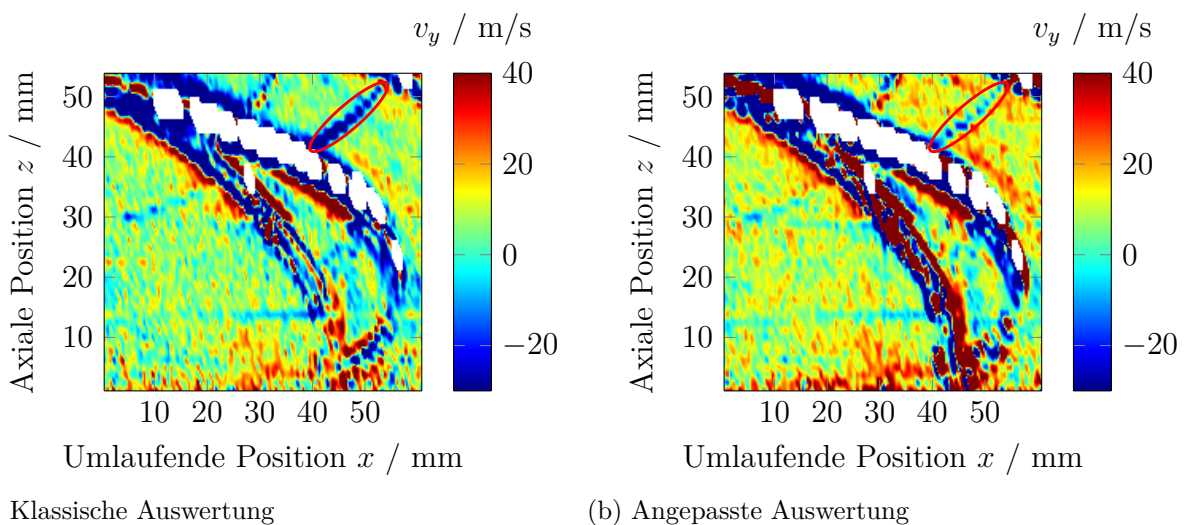 v_y / m/s
v_y / m/s
50
40
30
20
10
Axiale Position z / mm
10 20 30 40 50
Umlaufende Position x / mm
40
20
0
−20
50
40
30
20
10
Axiale Position z / mm
10 20 30 40 50
Umlaufende Position x / mm
40
20
0
−20
Klassische Auswertung
(b) Angepasste Auswertung